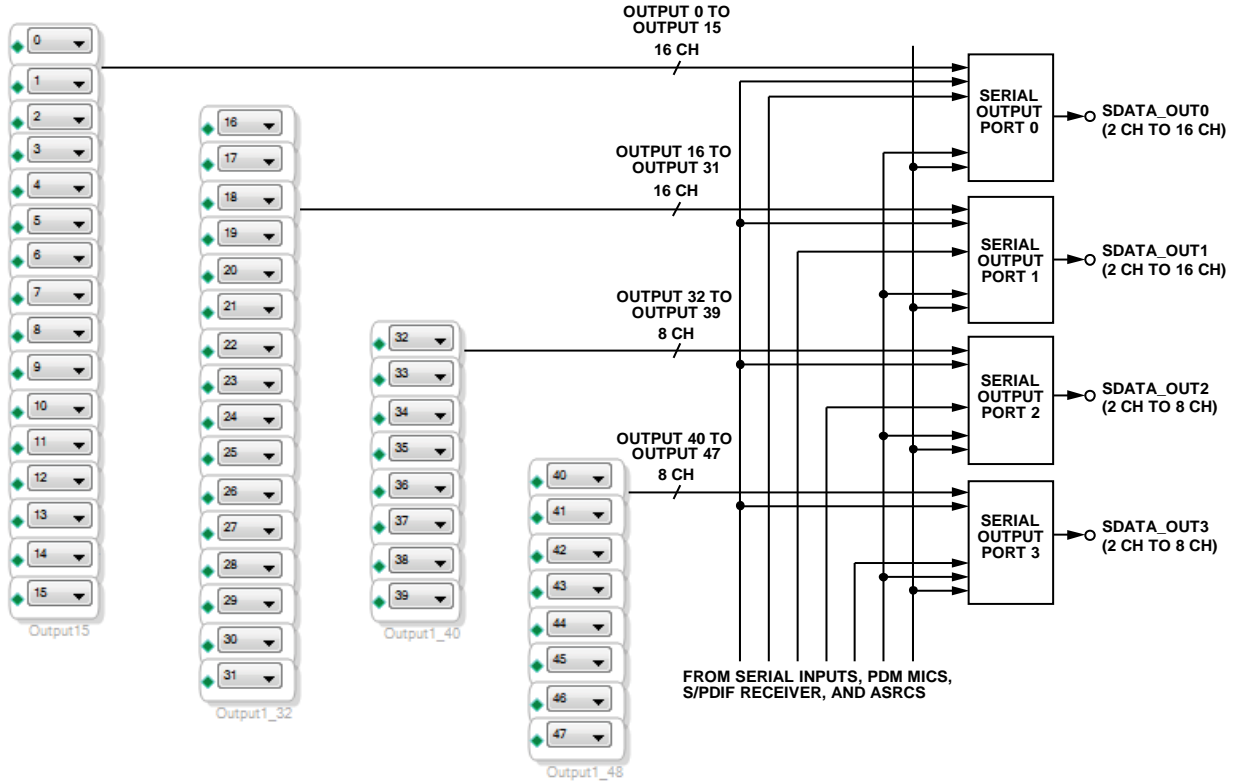 0
1
2
3
4
5
6
7
8
9
10
11
12
13
14
15
Output15
16
17
18
19
20
21
22
23
24
25
26
27
28
29
30
31
Output1_32
32
33
34
35
36
37
38
39
Output1_40
40
41
42
43
44
45
46
47
Output1_48
OUTPUT 0 TO
OUTPUT 15
16 CH
OUTPUT 16 TO
OUTPUT 31
16 CH
OUTPUT 32 TO
OUTPUT 39
8 CH
OUTPUT 40 TO
OUTPUT 47
8 CH
SERIAL
OUTPUT
PORT 0
SDATA_OUT0
(2 CH TO 16 CH)
SERIAL
OUTPUT
PORT 1
SDATA_OUT1
(2 CH TO 16 CH)
SERIAL
OUTPUT
PORT 2
SDATA_OUT2
(2 CH TO 8 CH)
SERIAL
OUTPUT
PORT 3
SDATA_OUT3
(2 CH TO 8 CH)
FROM SERIAL INPUTS, PDM MICS,
S/PDIF RECEIVER, AND ASRCS